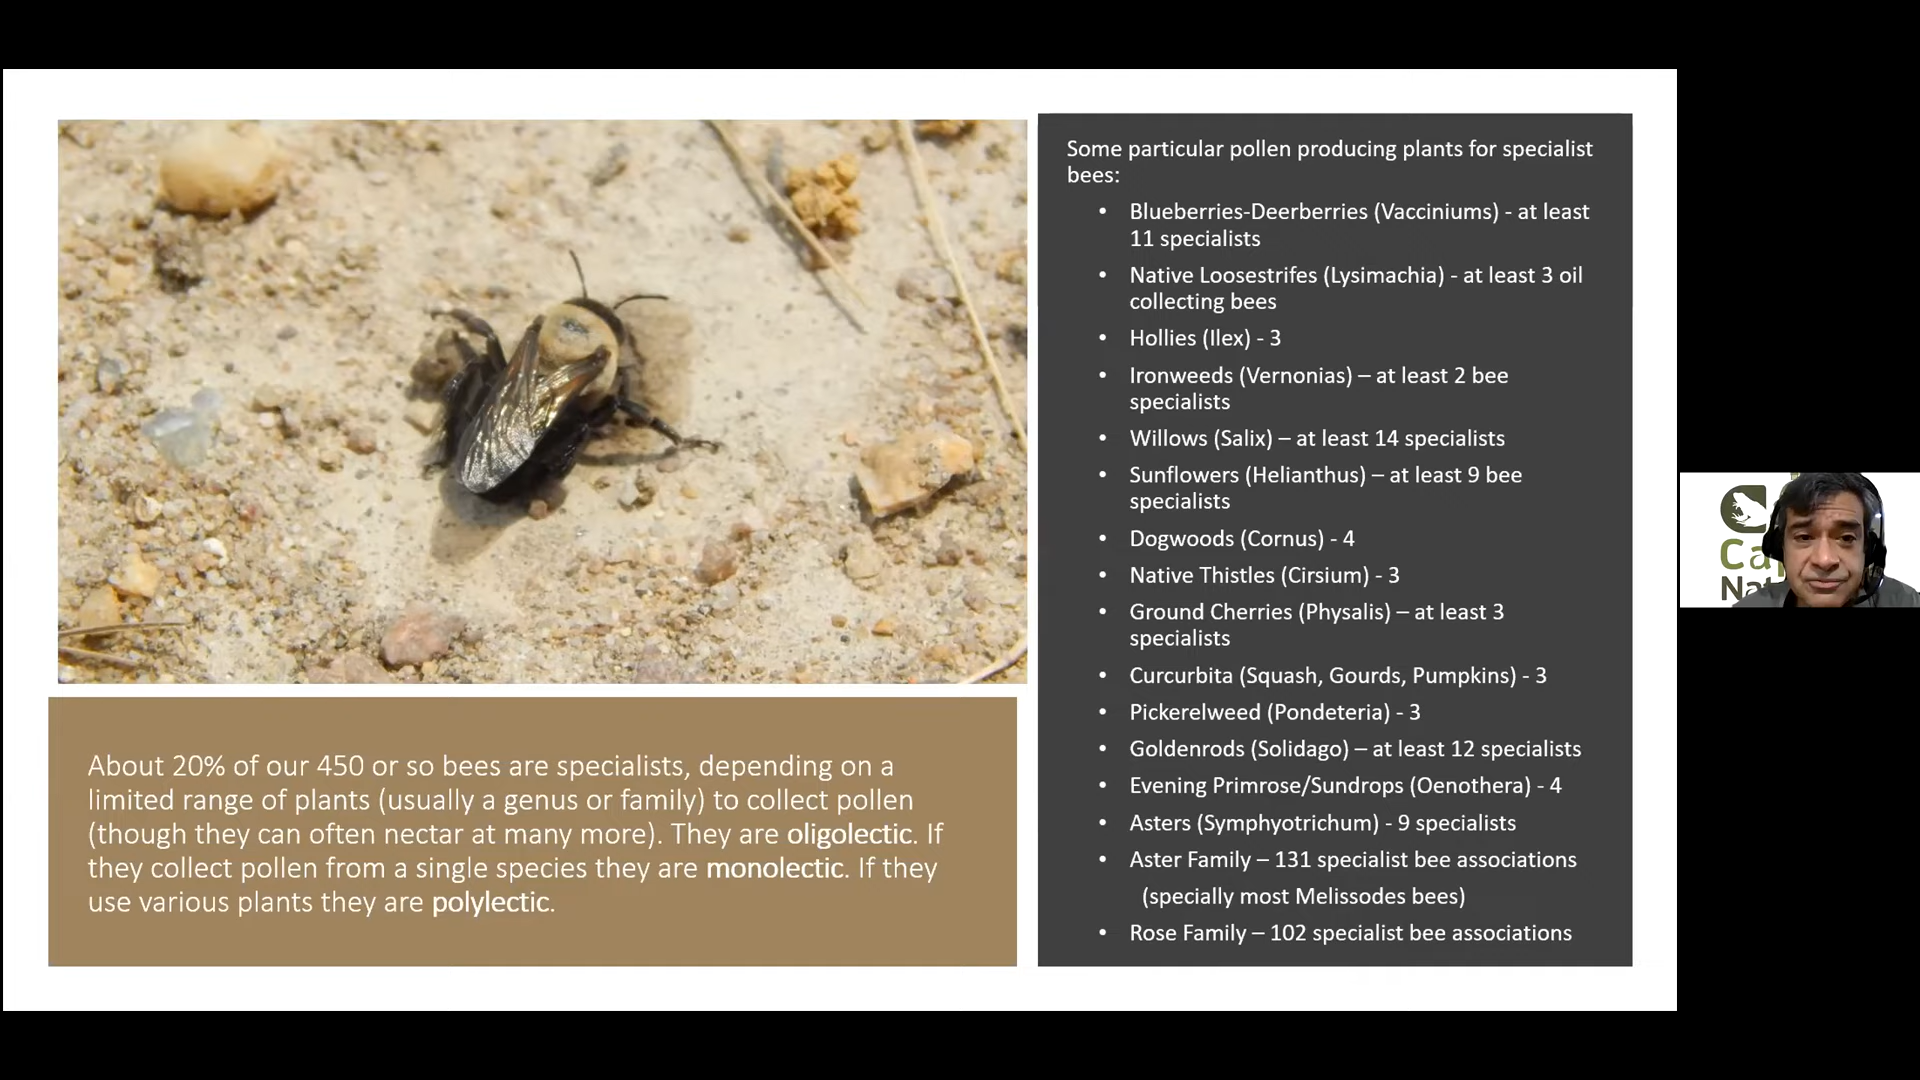 Some particular pollen producing plants for specialist
bees:
• Blueberries-Deerberries (Vacciniums) - at least
11 specialists
• Native Loosestrifes (Lysimachia) - at least 3 oil
collecting bees
• Hollies (Ilex) - 3
• Ironweeds (Vernonias) – at least 2 bee
specialists
• Willows (Salix) – at least 14 specialists
• Sunflowers (Helianthus) – at least 9 bee
specialists
• Dogwoods (Cornus) - 4
• Native Thistles (Cirsium) - 3
• Ground Cherries (Physalis) – at least 3
specialists
• Curcurbita (Squash, Gourds, Pumpkins) - 3
• Pickerelweed (Pondeteria) - 3
• Goldenrods (Solidago) – at least 12 specialists
• Evening Primrose/Sundrops (Oenothera) - 4
• Asters (Symphyotrichum) - 9 specialists
• Aster Family – 131 specialist bee associations
(specially most Melissodes bees)
• Rose Family – 102 specialist bee associations
About 20% of our 450 or so bees are specialists, depending on a
limited range of plants (usually a genus or family) to collect pollen
(though they can often nectar at many more). They are oligolectic. If
they collect pollen from a single species they are monolectic. If they
use various plants they are polylectic.